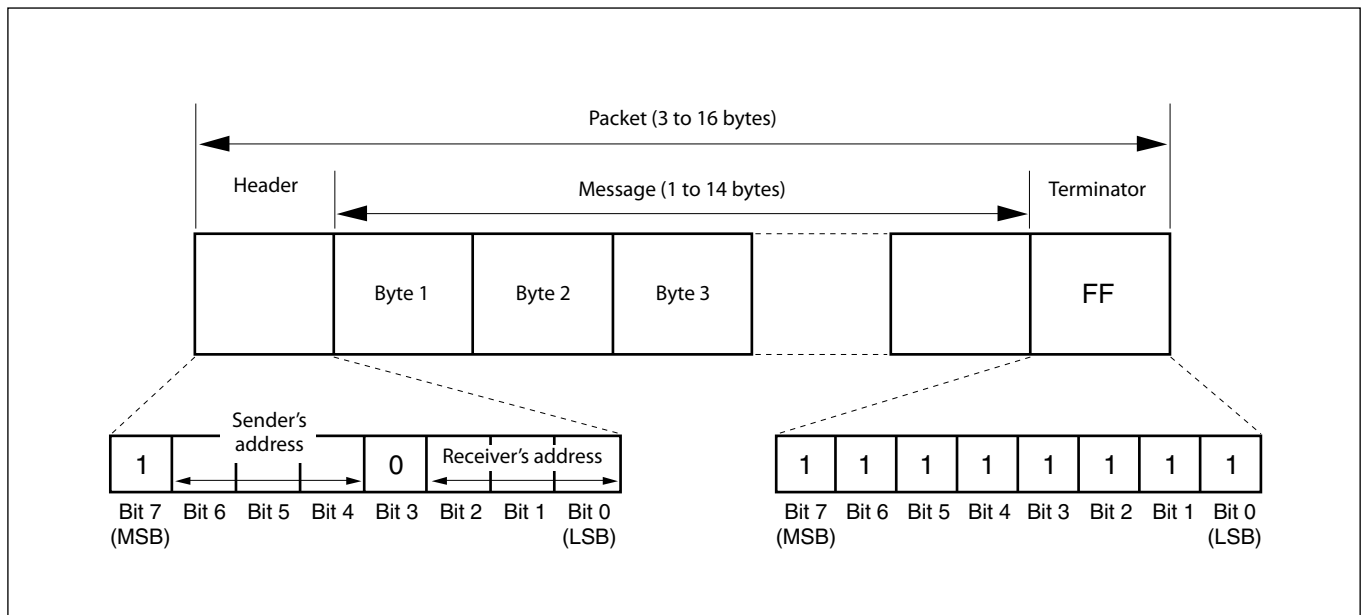 Packet (3 to 16 bytes)
Header
Message (1 to 14 bytes)
Terminator
Byte 1
Byte 2
Byte 3
FF
Sender's
address
1
0
Receiver's address
Bit 7
(MSB)
Bit 6
Bit 5
Bit 4
Bit 3
Bit 2
Bit 1
Bit 0
(LSB)
1 1 1 1 1 1 1 1
Bit 7
(MSB)
Bit 6
Bit 5
Bit 4
Bit 3
Bit 2
Bit 1
Bit 0
(LSB)